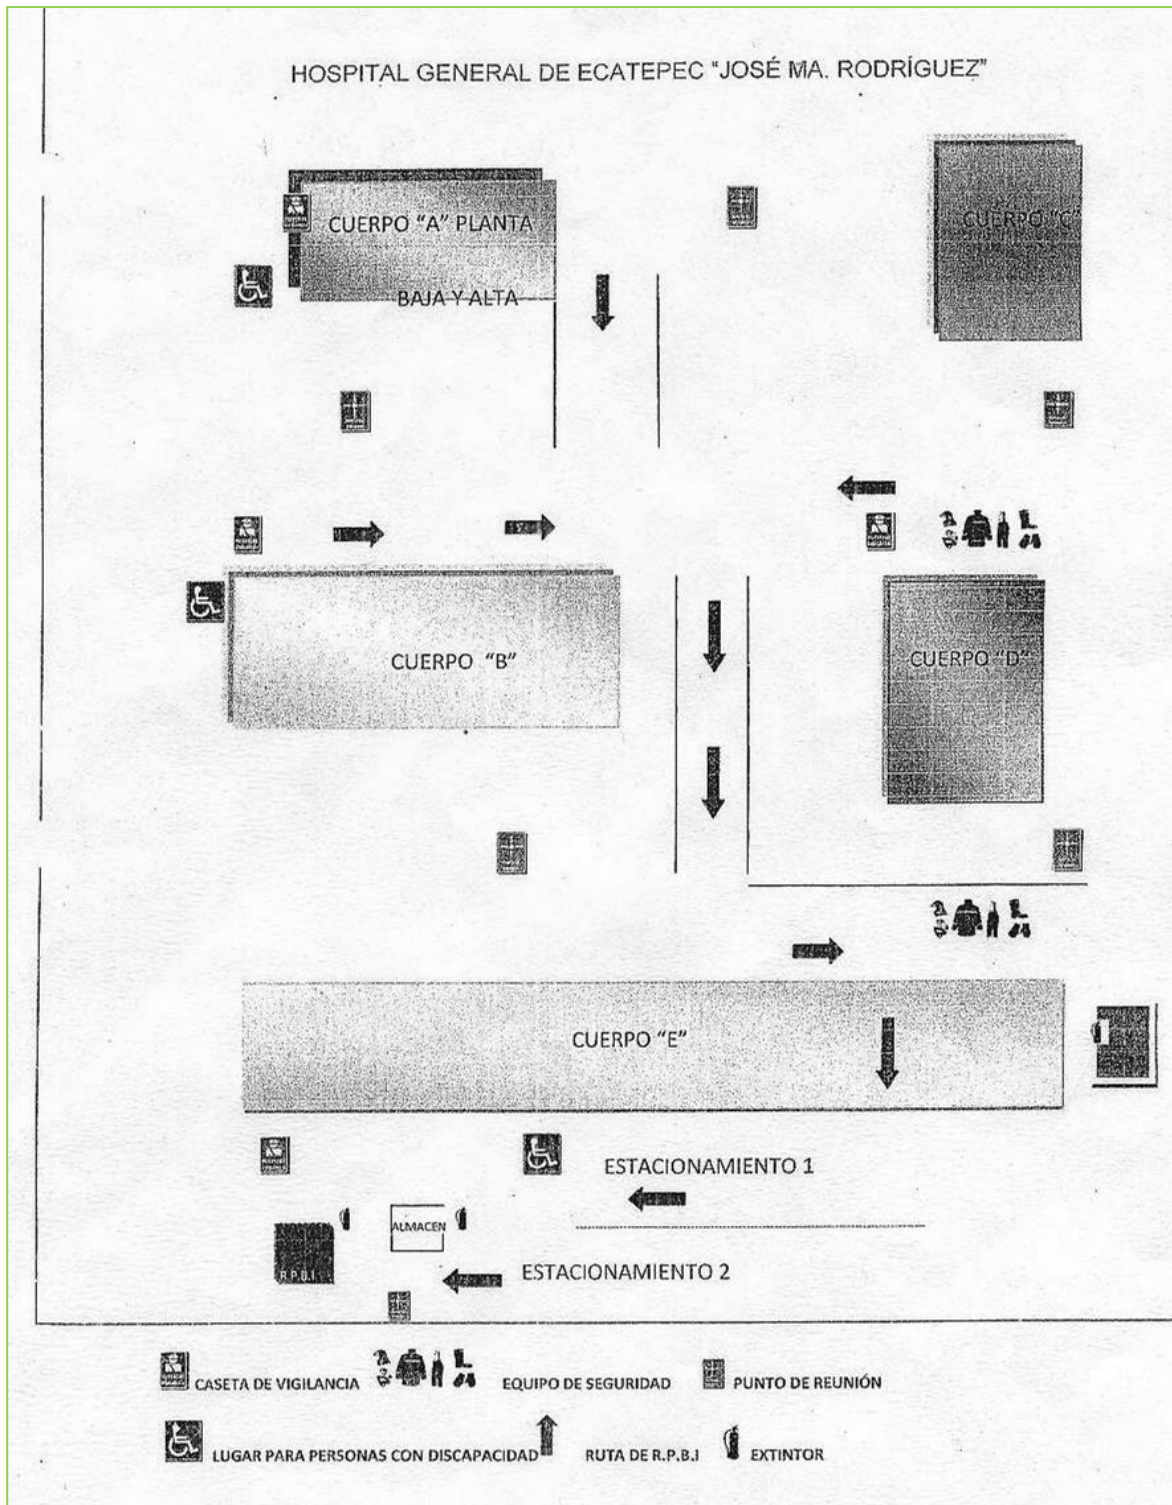 HOSPITAL GENERAL DE ECATEPEC "JOSÉ MA. RODRÍGUEZ"
CUERPO "A" PLANTA
BAJA Y ALTA
CUERPO "C"
CUERPO "B"
CUERPO "D"
CUERPO "E"
ESTACIONAMIENTO 1
ALMACEN
R.P.B.I
ESTACIONAMIENTO 2
CASETA DE VIGILANCIA EQUIPO DE SEGURIDAD PUNTO DE REUNIÓN
LUGAR PARA PERSONAS CON DISCAPACIDAD RUTA DE R.P.B.I EXTINTOR